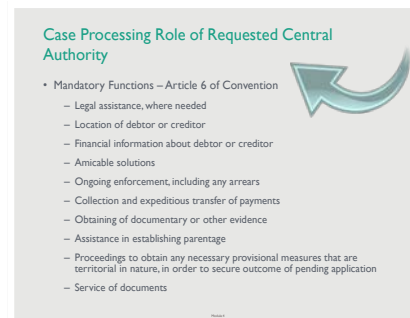 Case Processing Role of Requested Central
Authority
• Mandatory Functions – Article 6 of Convention
– Legal assistance, where needed
– Location of debtor or creditor
– Financial information about debtor or creditor
– Amicable solutions
– Ongoing enforcement, including any arrears
– Collection and expeditious transfer of payments
– Obtaining of documentary or other evidence
– Assistance in establishing parentage
– Proceedings to obtain any necessary provisional measures that are
territorial in nature, in order to secure outcome of pending application
– Service of documents